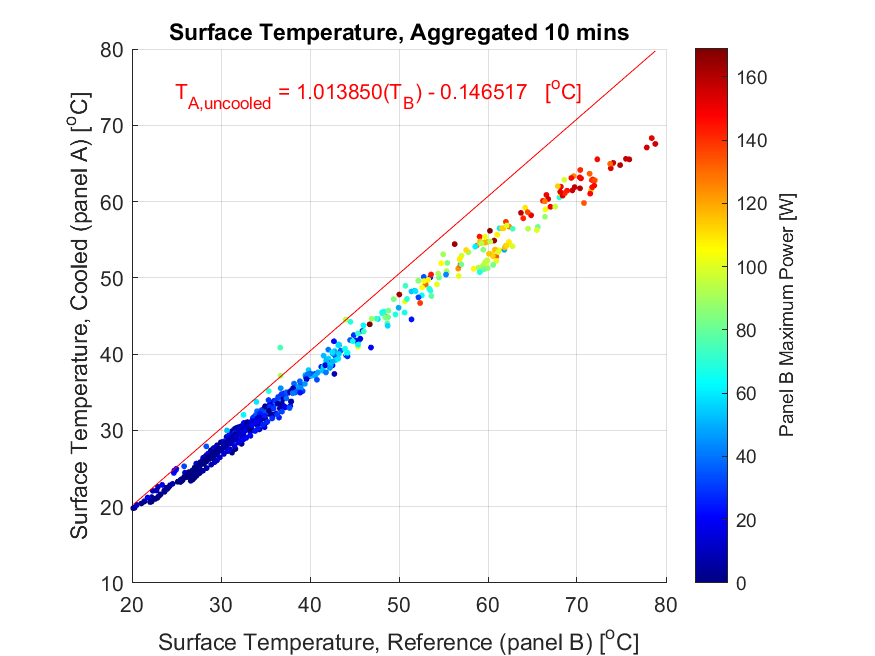 Surface Temperature, Aggregated 10 mins
T_A,uncooled = 1.013850(T_B) - 0.146517 [°C]
Surface Temperature, Cooled (panel A) [°C]
80
70
60
50
40
30
20
10
20 30 40 50 60 70 80
Surface Temperature, Reference (panel B) [°C]
160
140
120
100
80
60
40
20
0
Panel B Maximum Power [W]